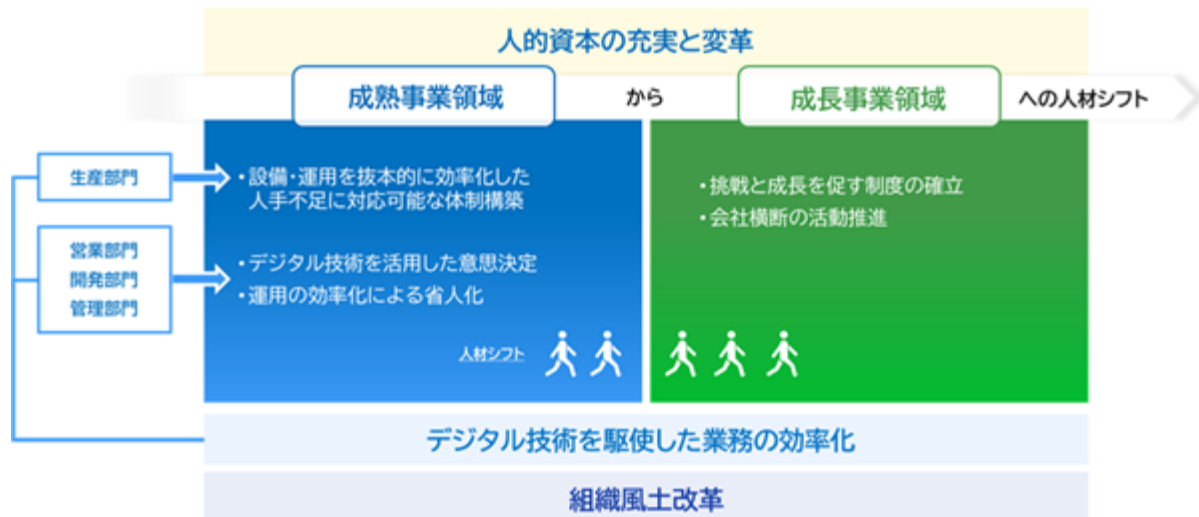 人的資本の充実と変革
成熟事業領域 から 成長事業領域 への人材シフト
生産部門
・設備・運用を抜本的に効率化した
人手不足に対応可能な体制構築
営業部門
開発部門
管理部門
・デジタル技術を活用した意思決定
・運用の効率化による省人化
・挑戦と成長を促す制度の確立
・会社横断の活動推進
人材シフト
デジタル技術を駆使した業務の効率化
組織風土改革